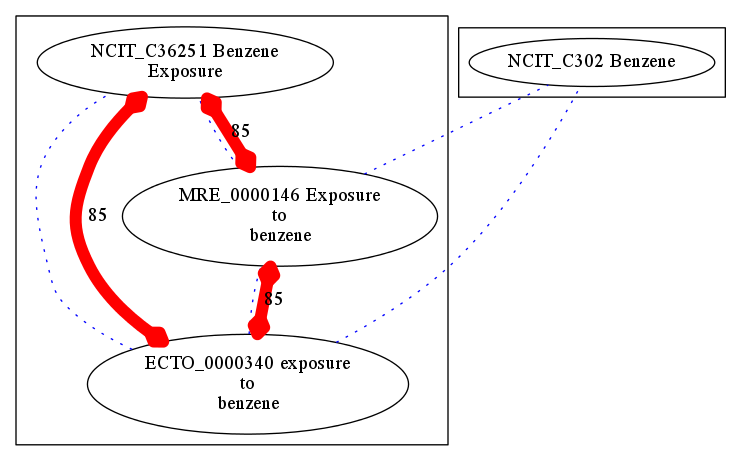 NCIT_C36251 Benzene
Exposure
NCIT_C302 Benzene
85
MRE_0000146 Exposure
to
benzene
85
85
ECTO_0000340 exposure
to
benzene